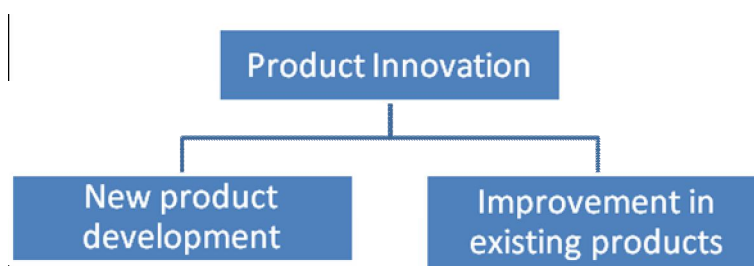 Product Innovation
New product
development
Improvement in
existing products